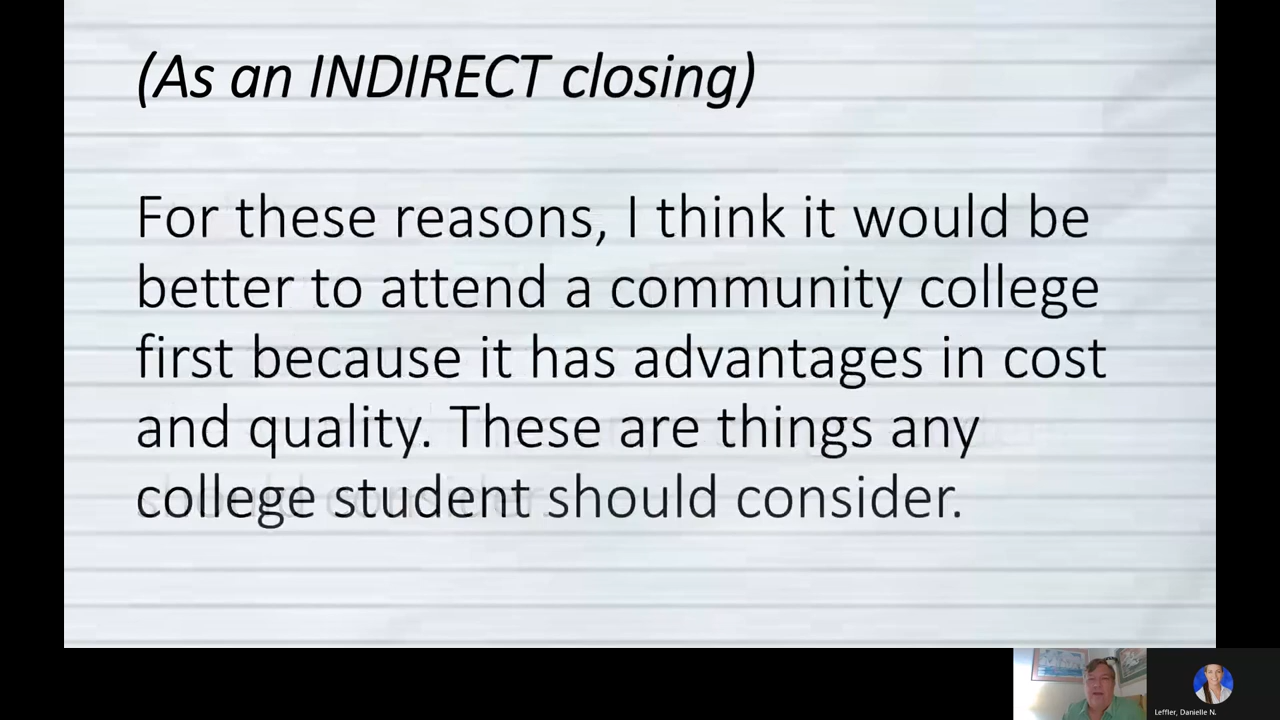 (As an INDIRECT closing)
For these reasons, I think it would be
better to attend a community college
first because it has advantages in cost
and quality. These are things any
college student should consider.
Leffler, Danielle N.